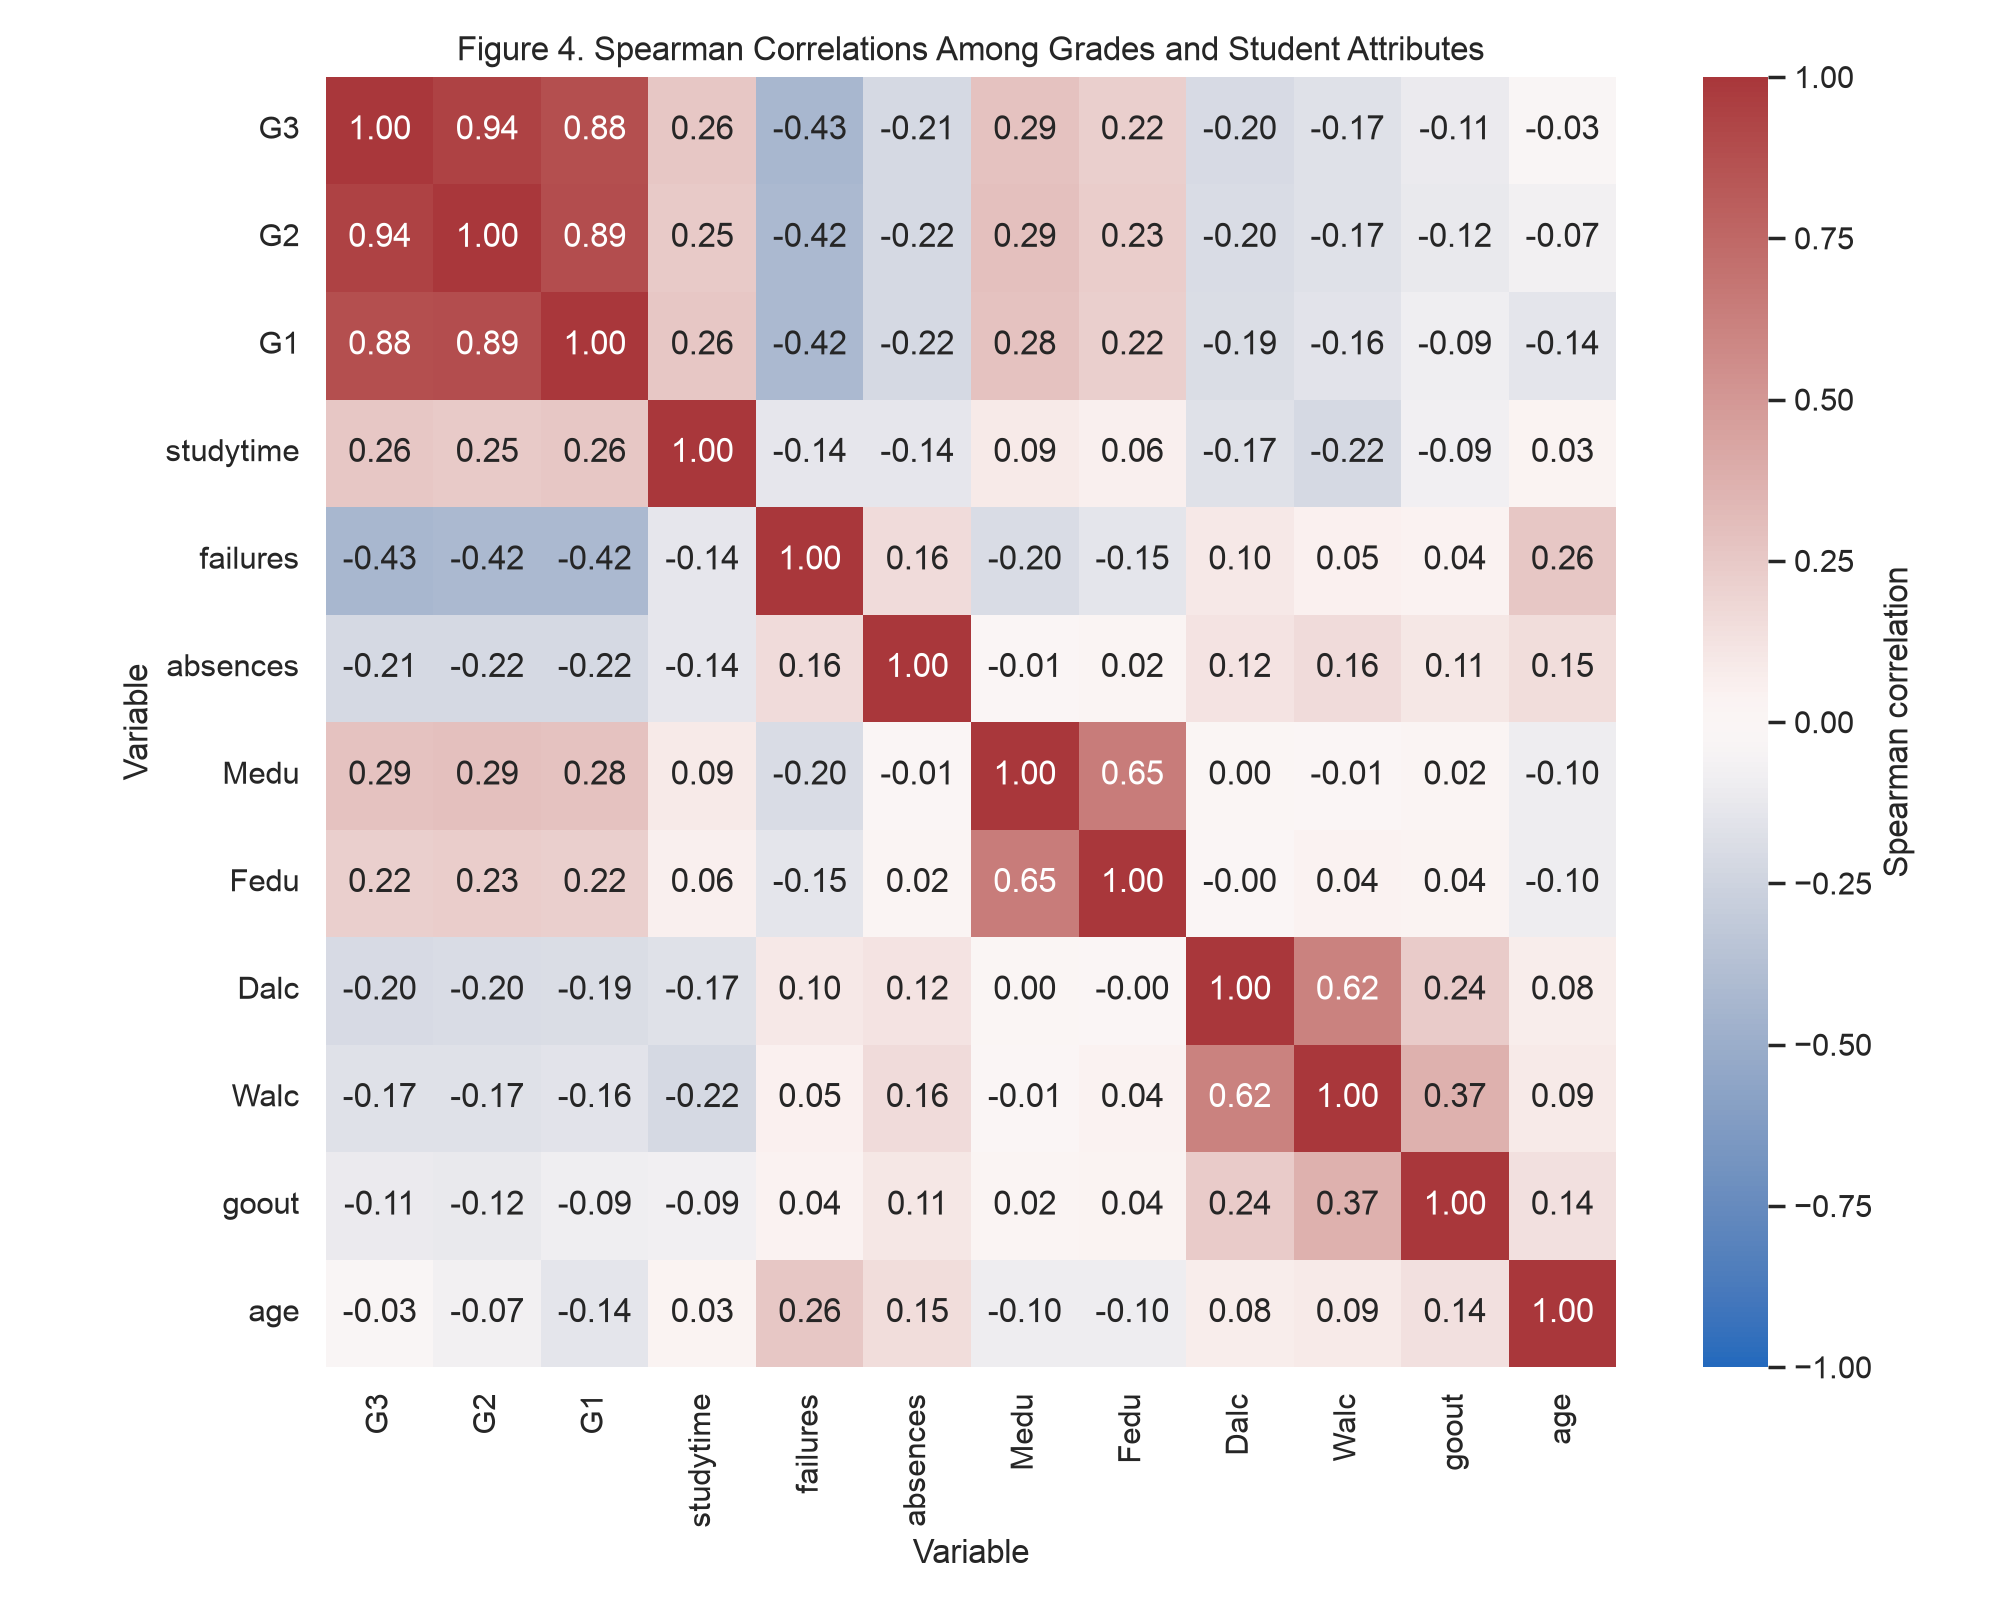 Figure 4. Spearman Correlations Among Grades and Student Attributes
G3 1.00 0.94 0.88 0.26 -0.43 -0.21 0.29 0.22 -0.20 -0.17 -0.11 -0.03
G2 0.94 1.00 0.89 0.25 -0.42 -0.22 0.29 0.23 -0.20 -0.17 -0.12 -0.07
G1 0.88 0.89 1.00 0.26 -0.42 -0.22 0.28 0.22 -0.19 -0.16 -0.09 -0.14
studytime 0.26 0.25 0.26 1.00 -0.14 -0.14 0.09 0.06 -0.17 -0.22 -0.09 0.03
failures -0.43 -0.42 -0.42 -0.14 1.00 0.16 -0.20 -0.15 0.10 0.05 0.04 0.26
absences -0.21 -0.22 -0.22 -0.14 0.16 1.00 -0.01 0.02 0.12 0.16 0.11 0.15
Medu 0.29 0.29 0.28 0.09 -0.20 -0.01 1.00 0.65 0.00 -0.01 0.02 -0.10
Fedu 0.22 0.23 0.22 0.06 -0.15 0.02 0.65 1.00 -0.00 0.04 0.04 -0.10
Dalc -0.20 -0.20 -0.19 -0.17 0.10 0.12 0.00 -0.00 1.00 0.62 0.24 0.08
Walc -0.17 -0.17 -0.16 -0.22 0.05 0.16 -0.01 0.04 0.62 1.00 0.37 0.09
goout -0.11 -0.12 -0.09 -0.09 0.04 0.11 0.02 0.04 0.24 0.37 1.00 0.14
age -0.03 -0.07 -0.14 0.03 0.26 0.15 -0.10 -0.10 0.08 0.09 0.14 1.00
G3 G2 G1 studytime failures absences Medu Fedu Dalc Walc goout age
Variable
Variable
1.00
0.75
0.50
0.25
0.00
−0.25
−0.50
−0.75
−1.00
Spearman correlation